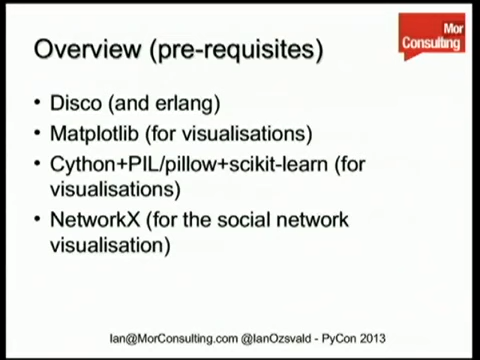 Overview (pre-requisites)
Mor
Consulting
• Disco (and erlang)
• Matplotlib (for visualisations)
• Cython+PIL/pillow+scikit-learn (for
visualisations)
• NetworkX (for the social network
visualisation)
Ian@MorConsulting.com @IanOzsvald - PyCon 2013